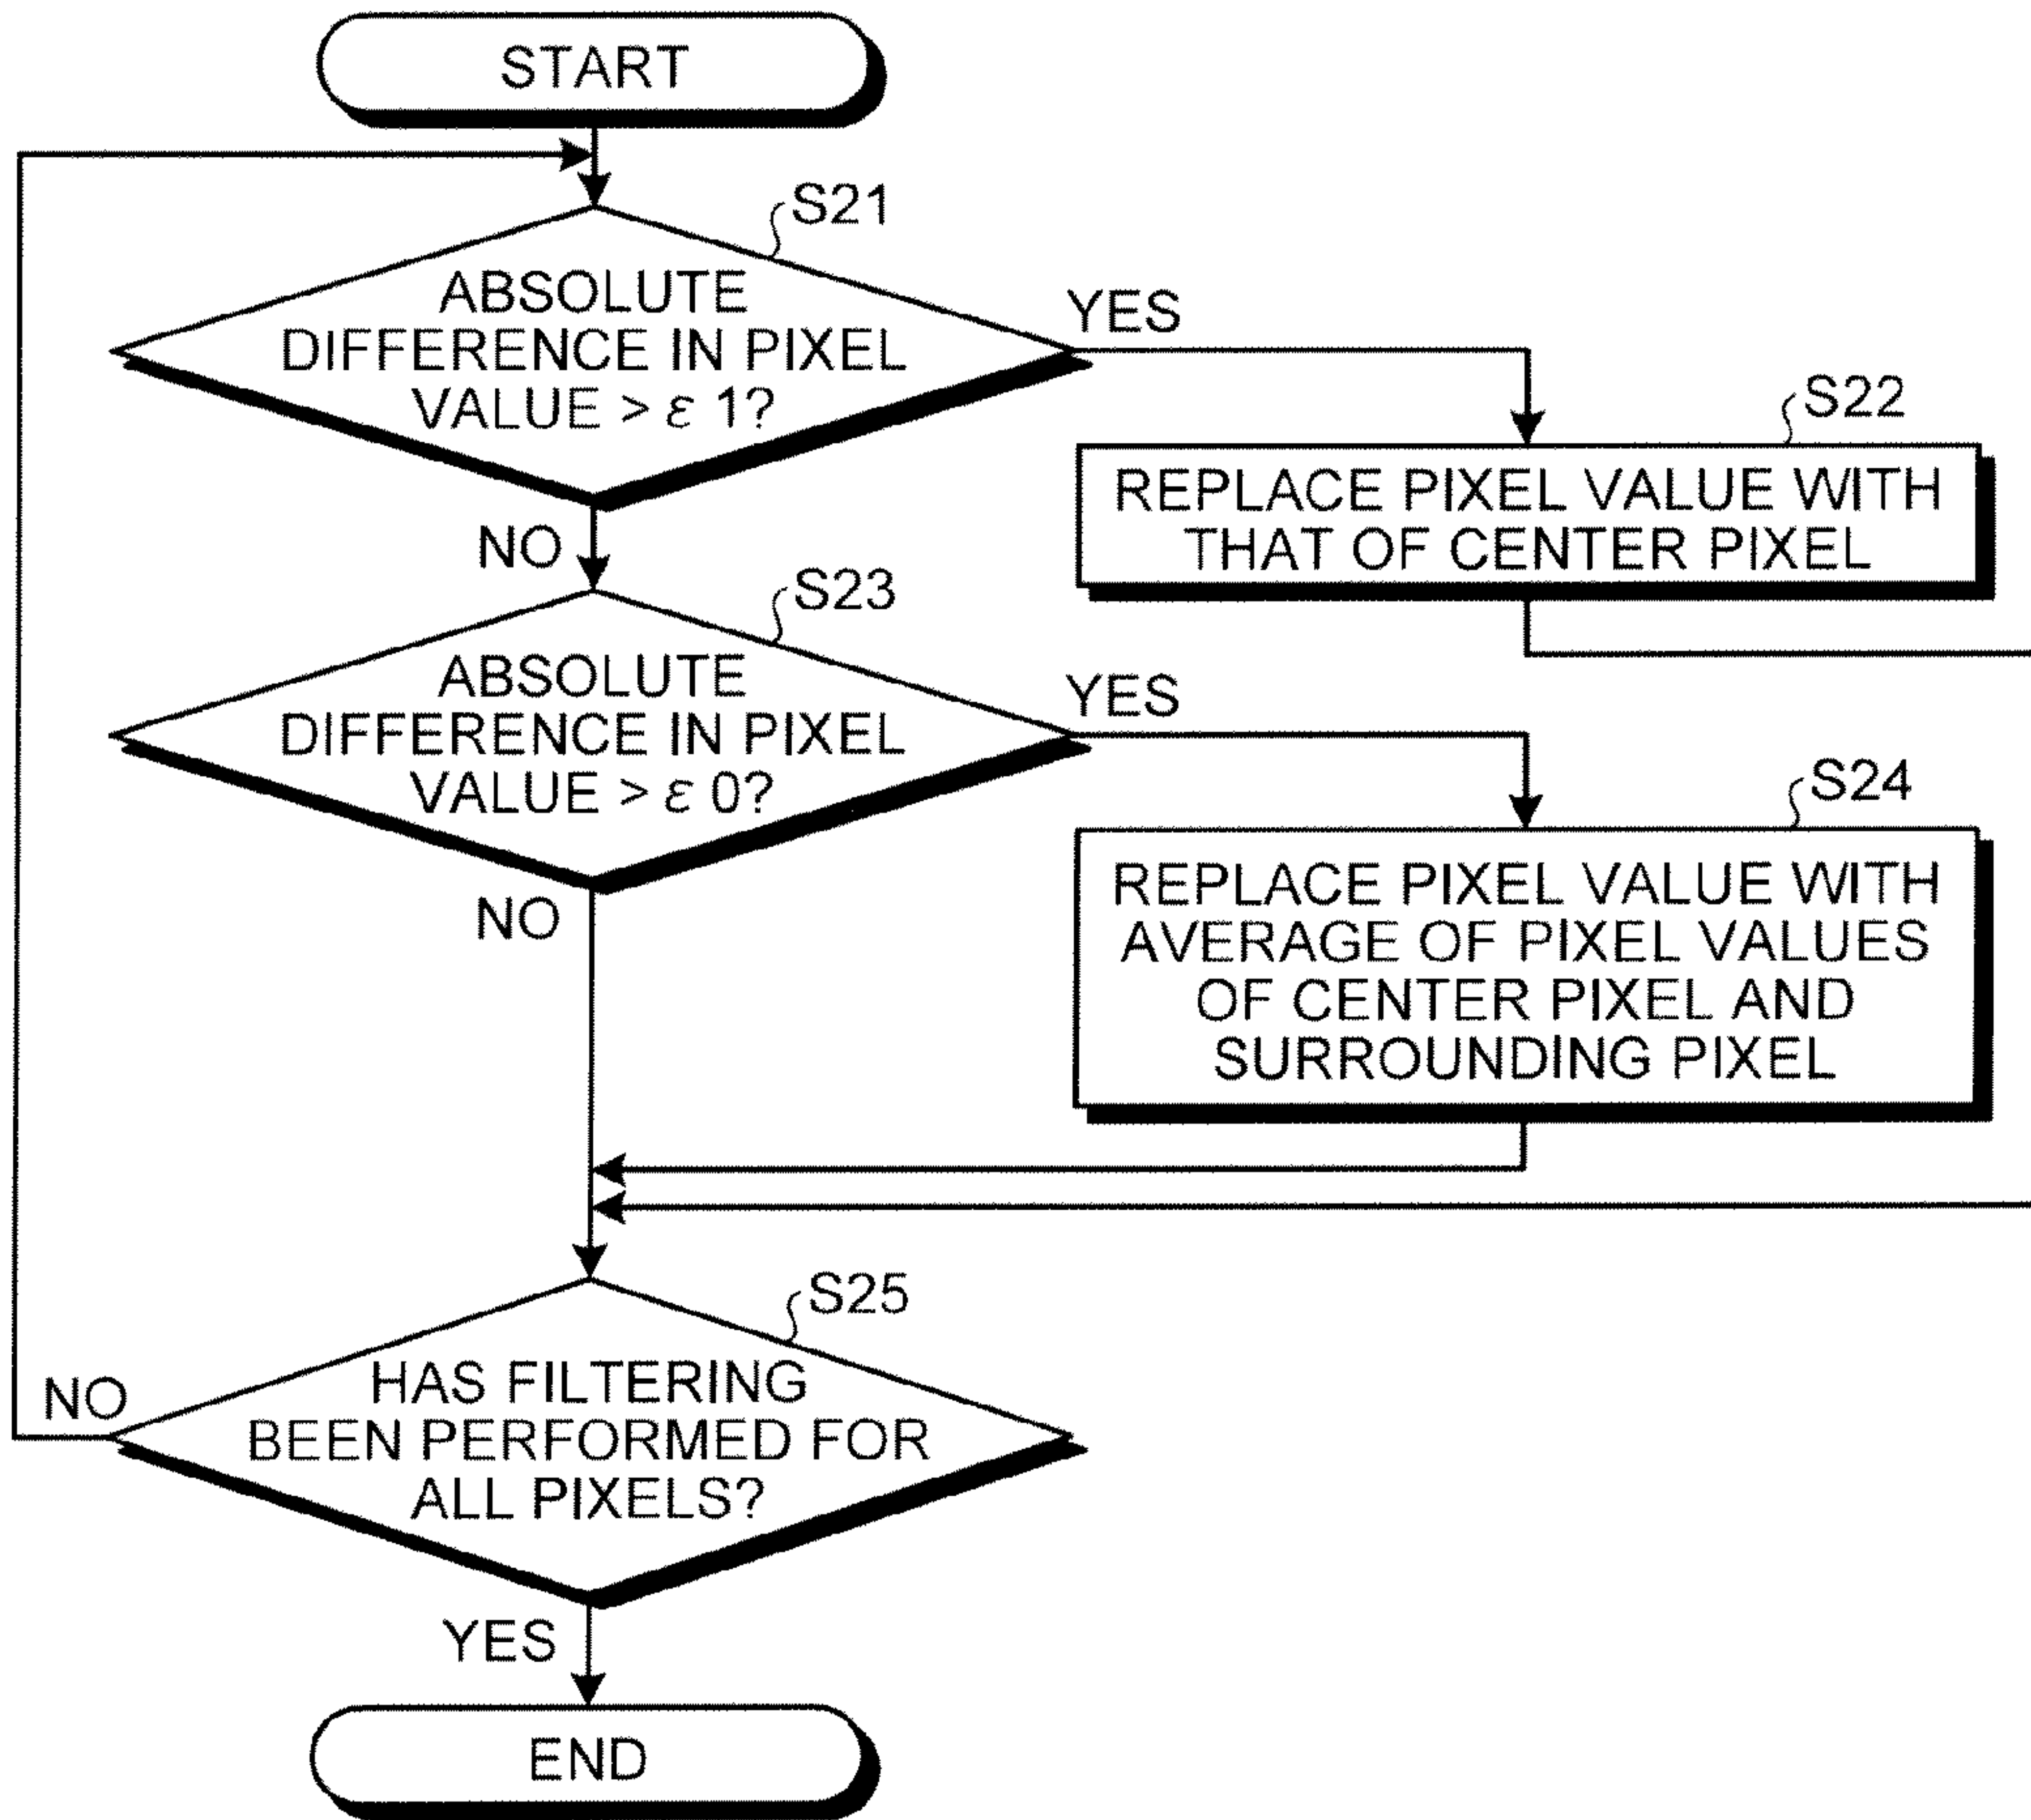 START
S21
ABSOLUTE
DIFFERENCE IN PIXEL
VALUE > ε 1?
YES
S22
REPLACE PIXEL VALUE WITH
THAT OF CENTER PIXEL
NO
S23
ABSOLUTE
DIFFERENCE IN PIXEL
VALUE > ε 0?
YES
S24
REPLACE PIXEL VALUE WITH
AVERAGE OF PIXEL VALUES
OF CENTER PIXEL AND
SURROUNDING PIXEL
NO
S25
HAS FILTERING
BEEN PERFORMED FOR
ALL PIXELS?
NO
YES
END